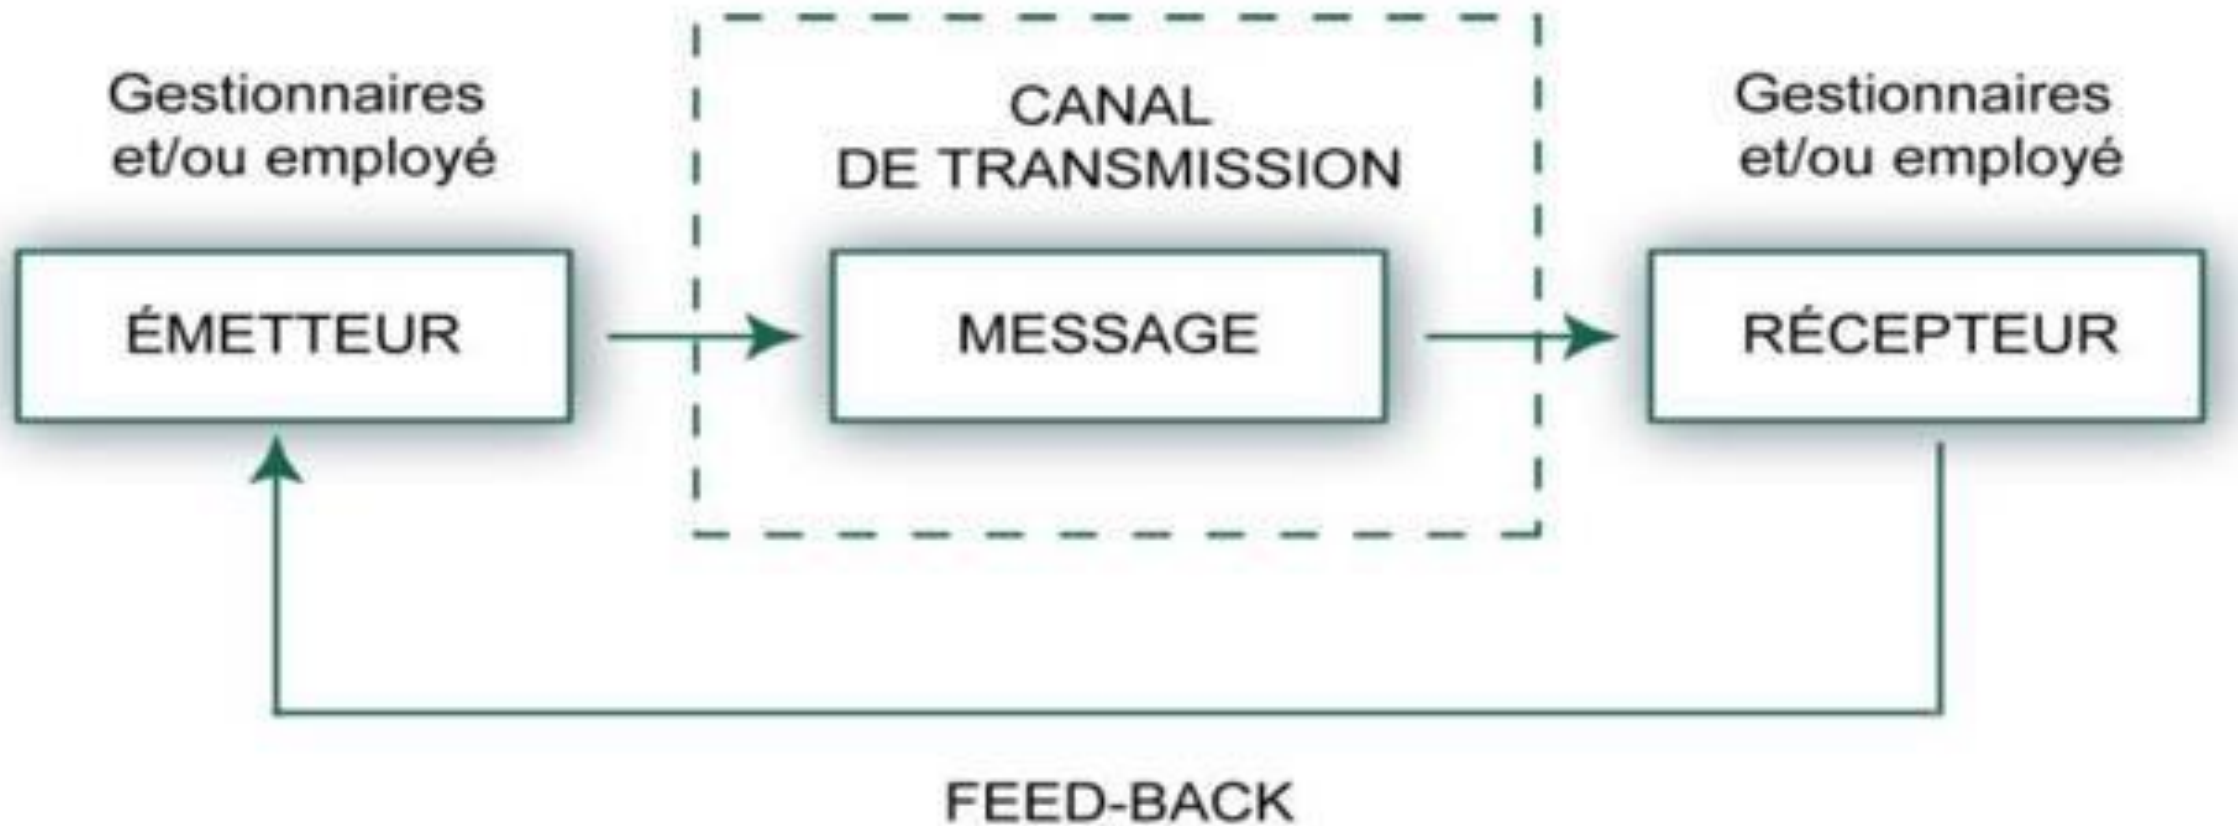 Gestionnaires
et/ou employé
CANAL
DE TRANSMISSION
Gestionnaires
et/ou employé
ÉMETTEUR
MESSAGE
RÉCEPTEUR
FEED-BACK